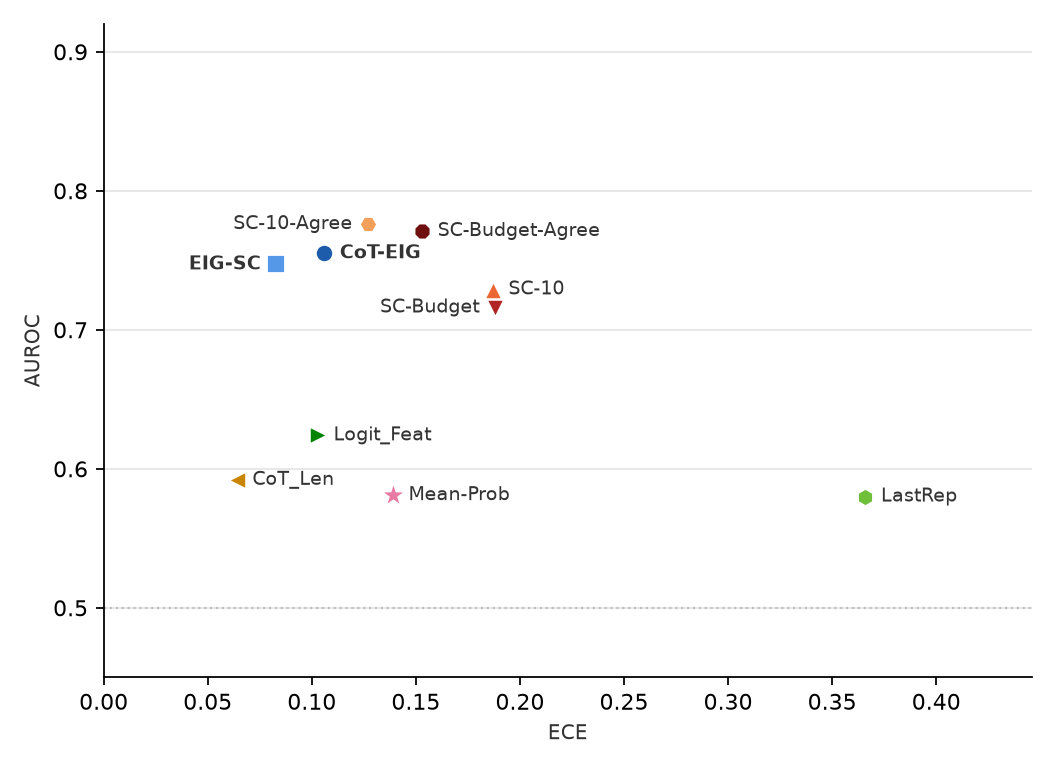 0.9
0.8
0.7
0.6
0.5
AUROC
SC-10-Agree
SC-Budget-Agree
CoT-EIG
EIG-SC
SC-10
SC-Budget
Logit_Feat
CoT_Len
Mean-Prob
LastRep
0.00 0.05 0.10 0.15 0.20 0.25 0.30 0.35 0.40
ECE